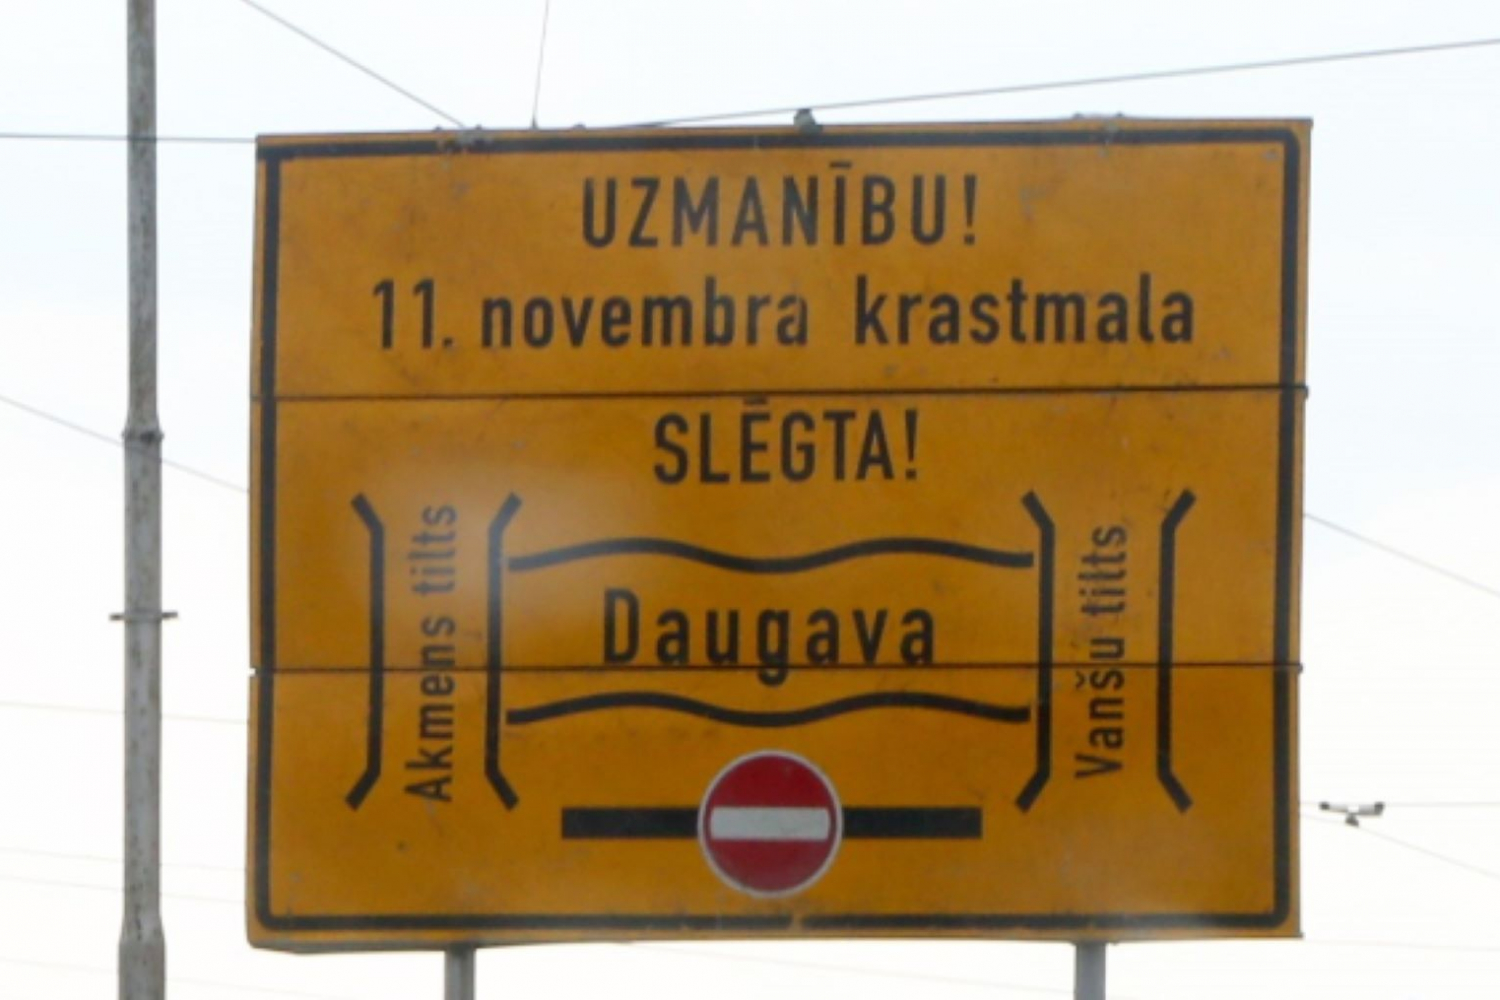 UZMANĪBU!
11. novembra krastmala
SLĒGTA!
Akmens tilts
Daugava
Vanšu tilts